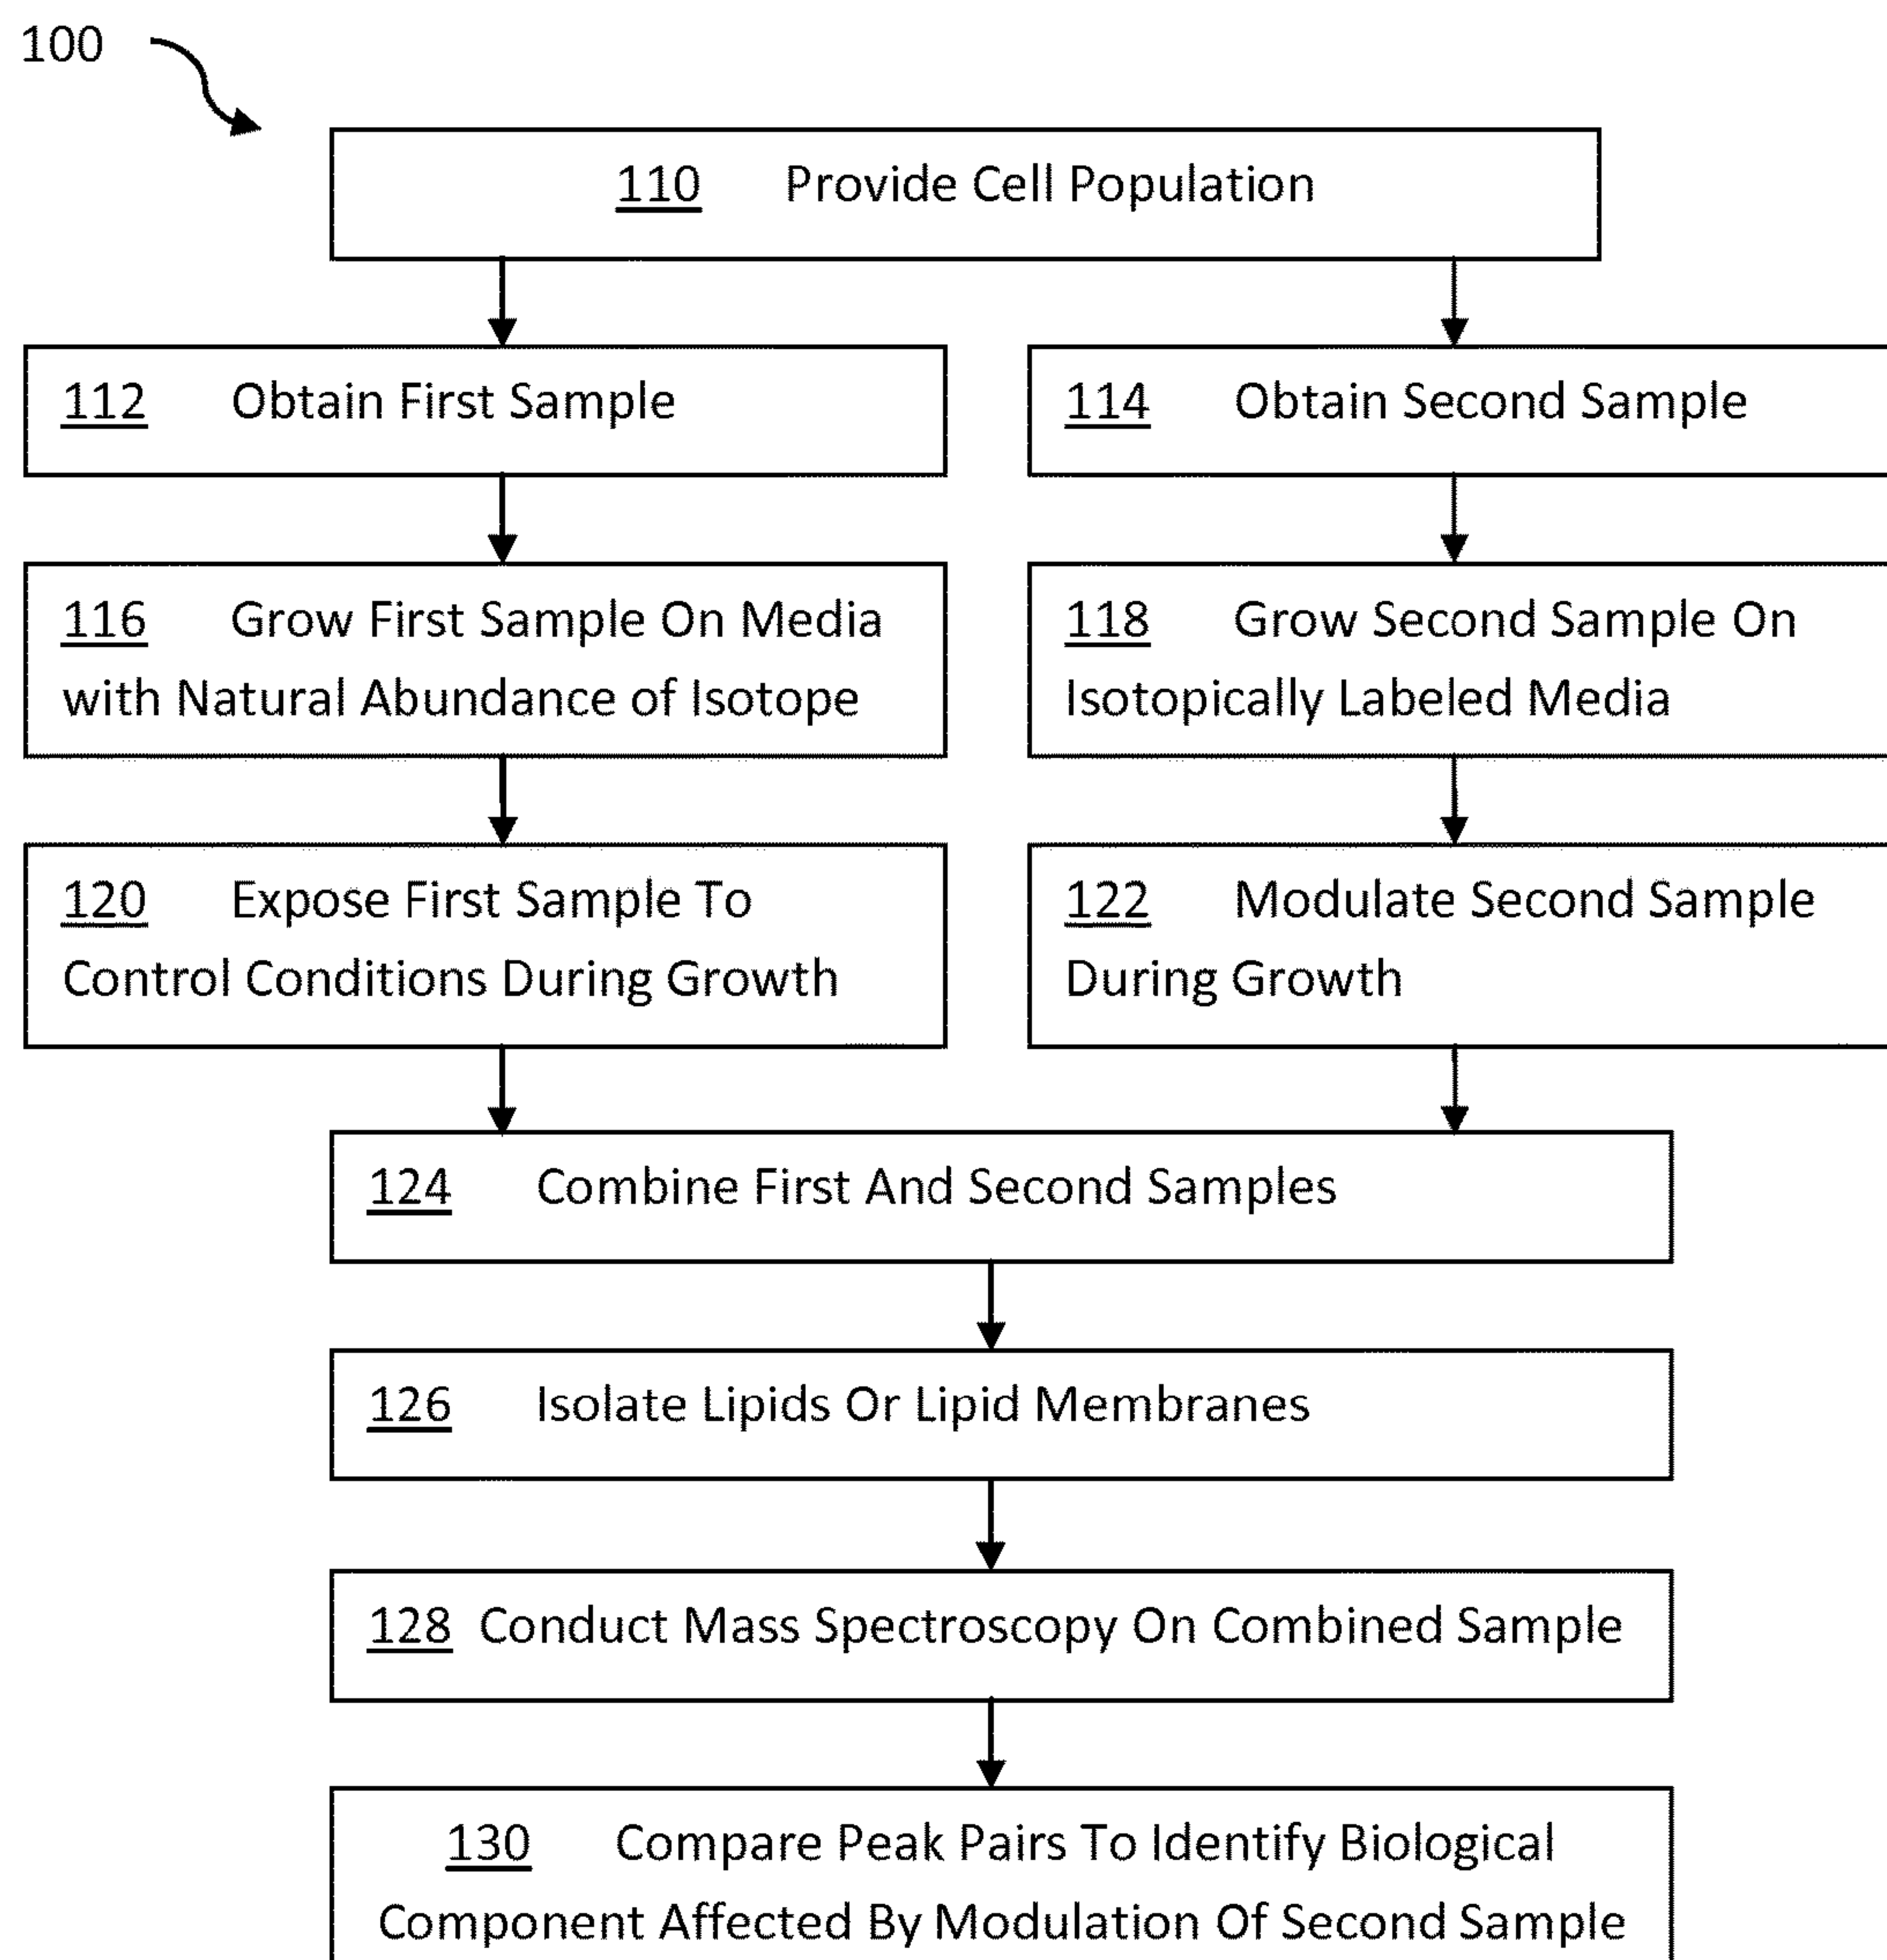 100
110 Provide Cell Population
112 Obtain First Sample
114 Obtain Second Sample
116 Grow First Sample On Media
with Natural Abundance of Isotope
118 Grow Second Sample On
Isotopically Labeled Media
120 Expose First Sample To
Control Conditions During Growth
122 Modulate Second Sample
During Growth
124 Combine First And Second Samples
126 Isolate Lipids Or Lipid Membranes
128 Conduct Mass Spectroscopy On Combined Sample
130 Compare Peak Pairs To Identify Biological
Component Affected By Modulation Of Second Sample